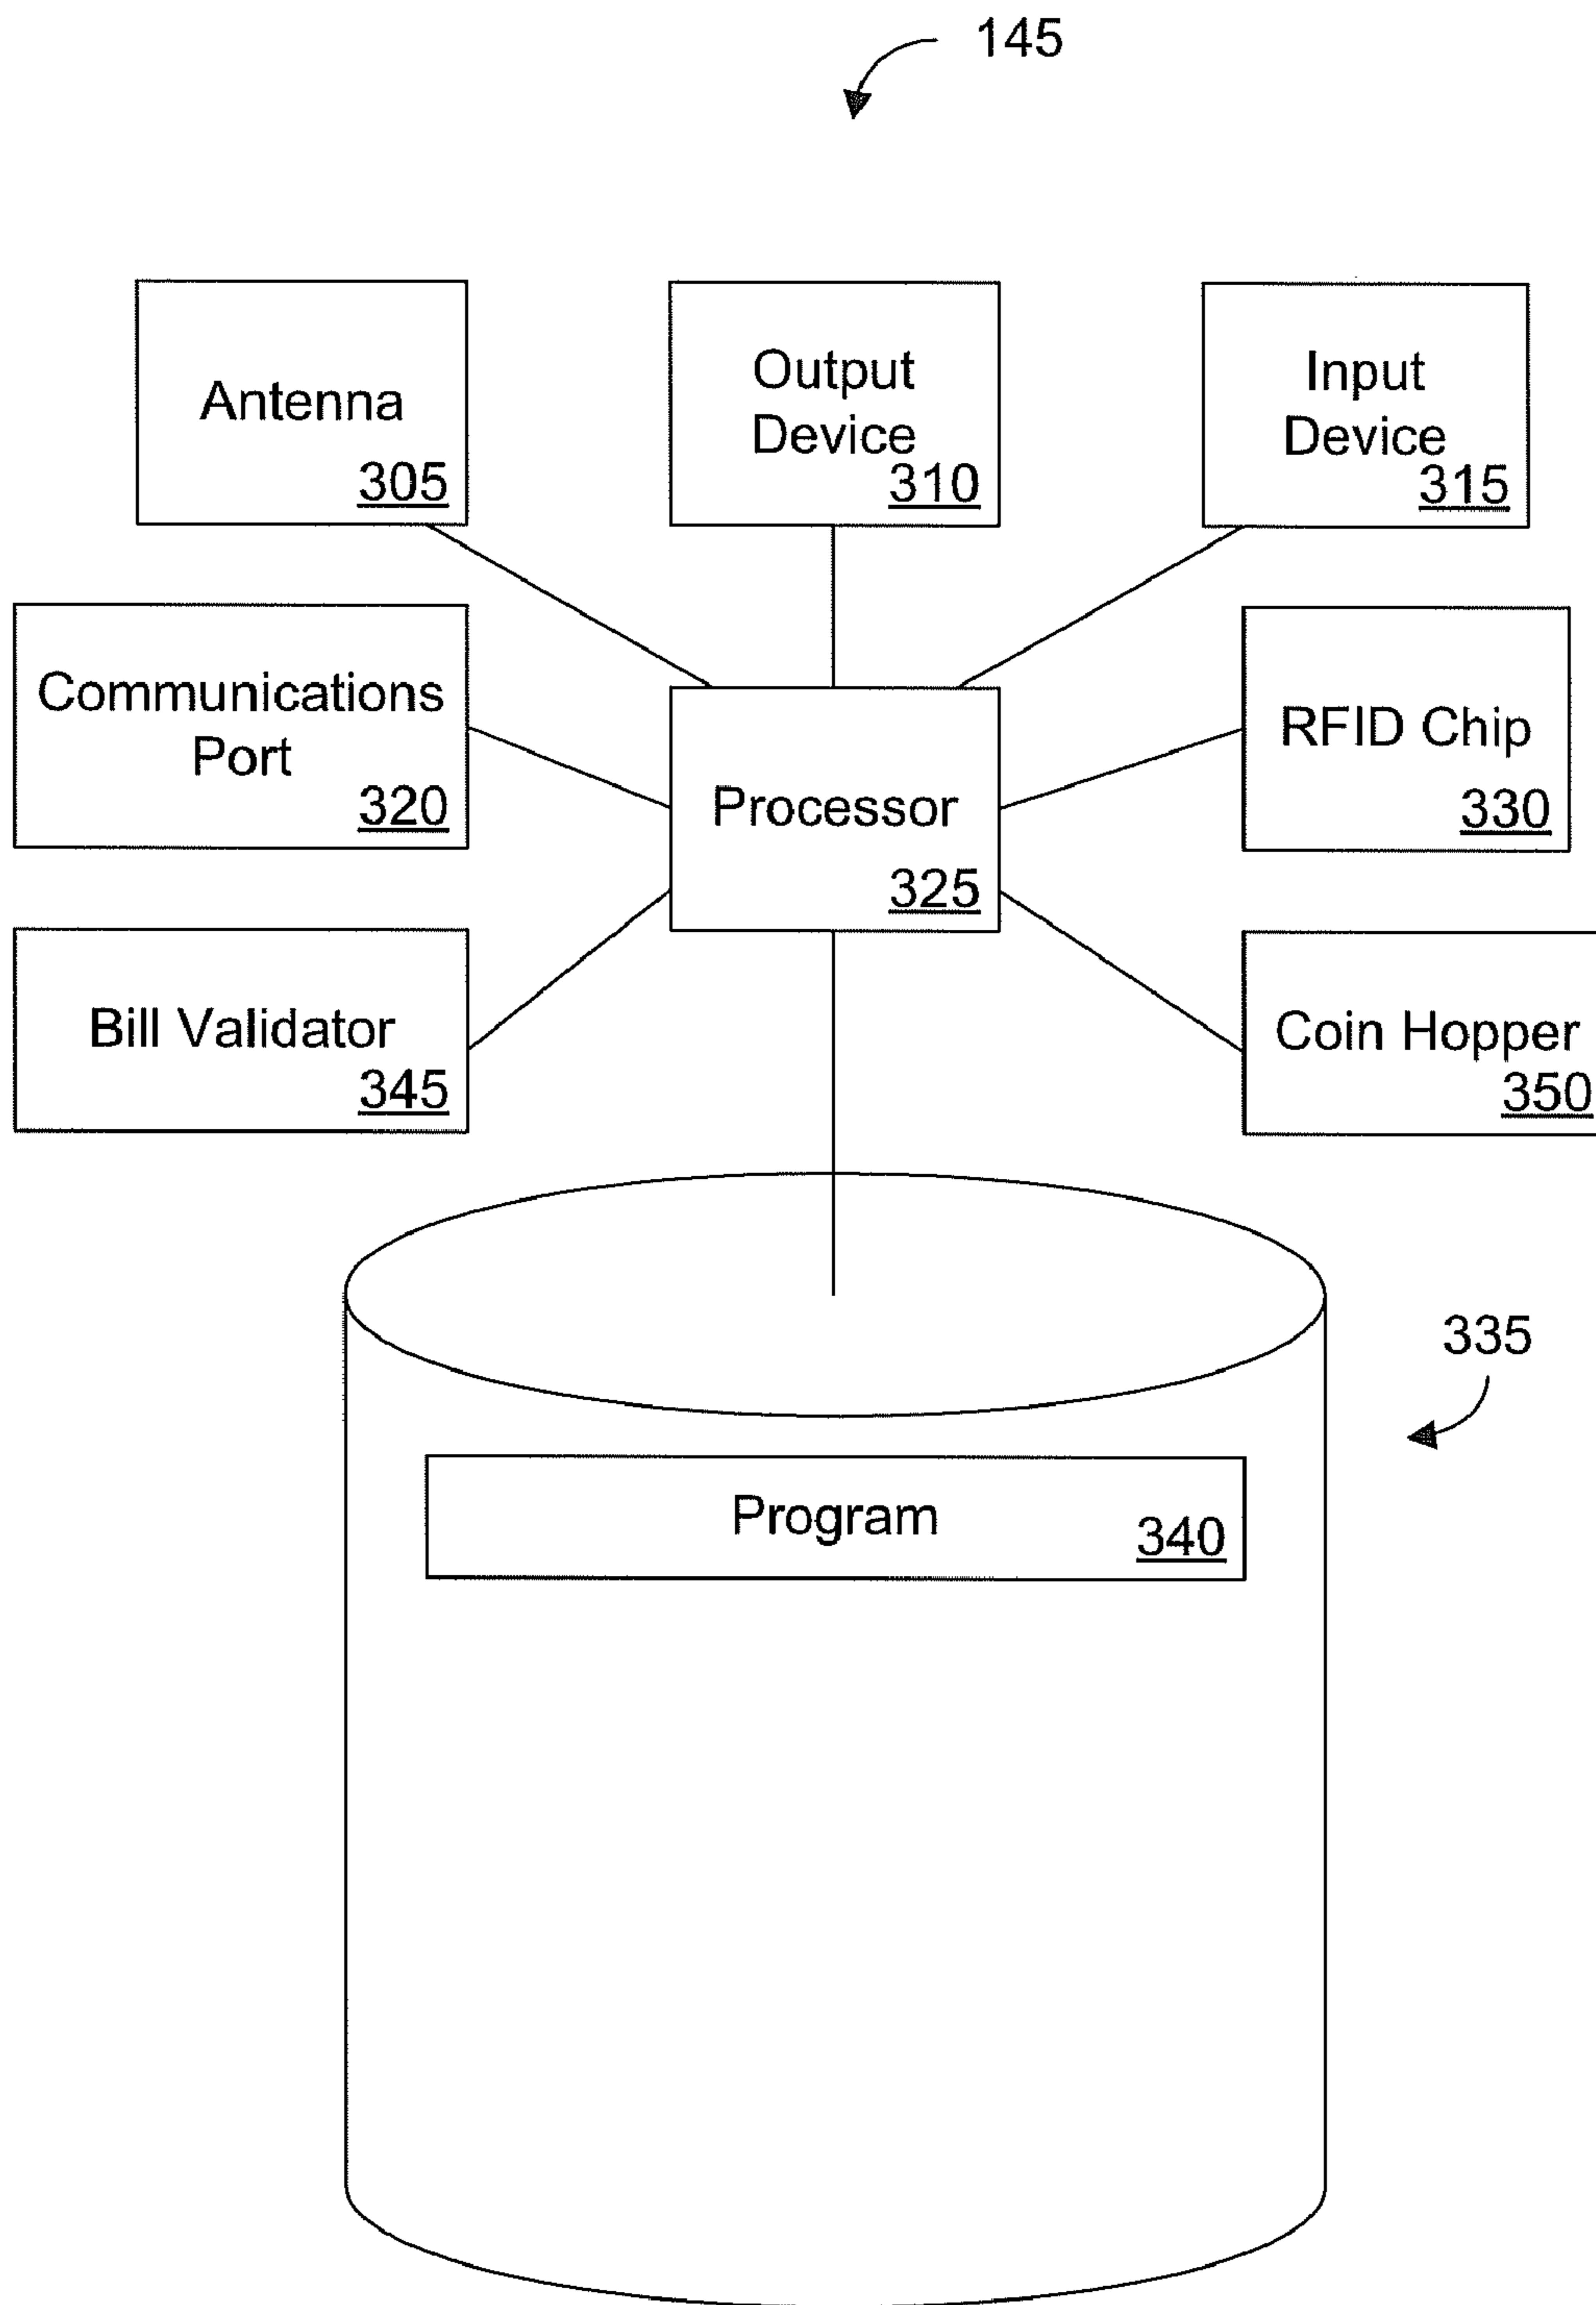 145
Antenna
305
Output
Device
310
Input
Device
315
Communications
Port
320
Processor
325
RFID Chip
330
Bill Validator
345
Coin Hopper
350
335
Program
340